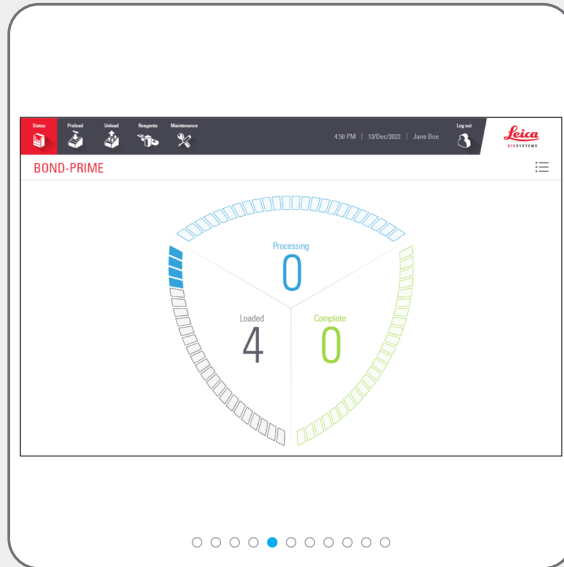 Status Preload Unload Reagents Maintenance
4:50 PM | 13/Dec/2022 | Jane Doe
Log out
Leica
BIOSYSTEMS
BOND-PRIME
Processing
0
Loaded
4
Complete
0